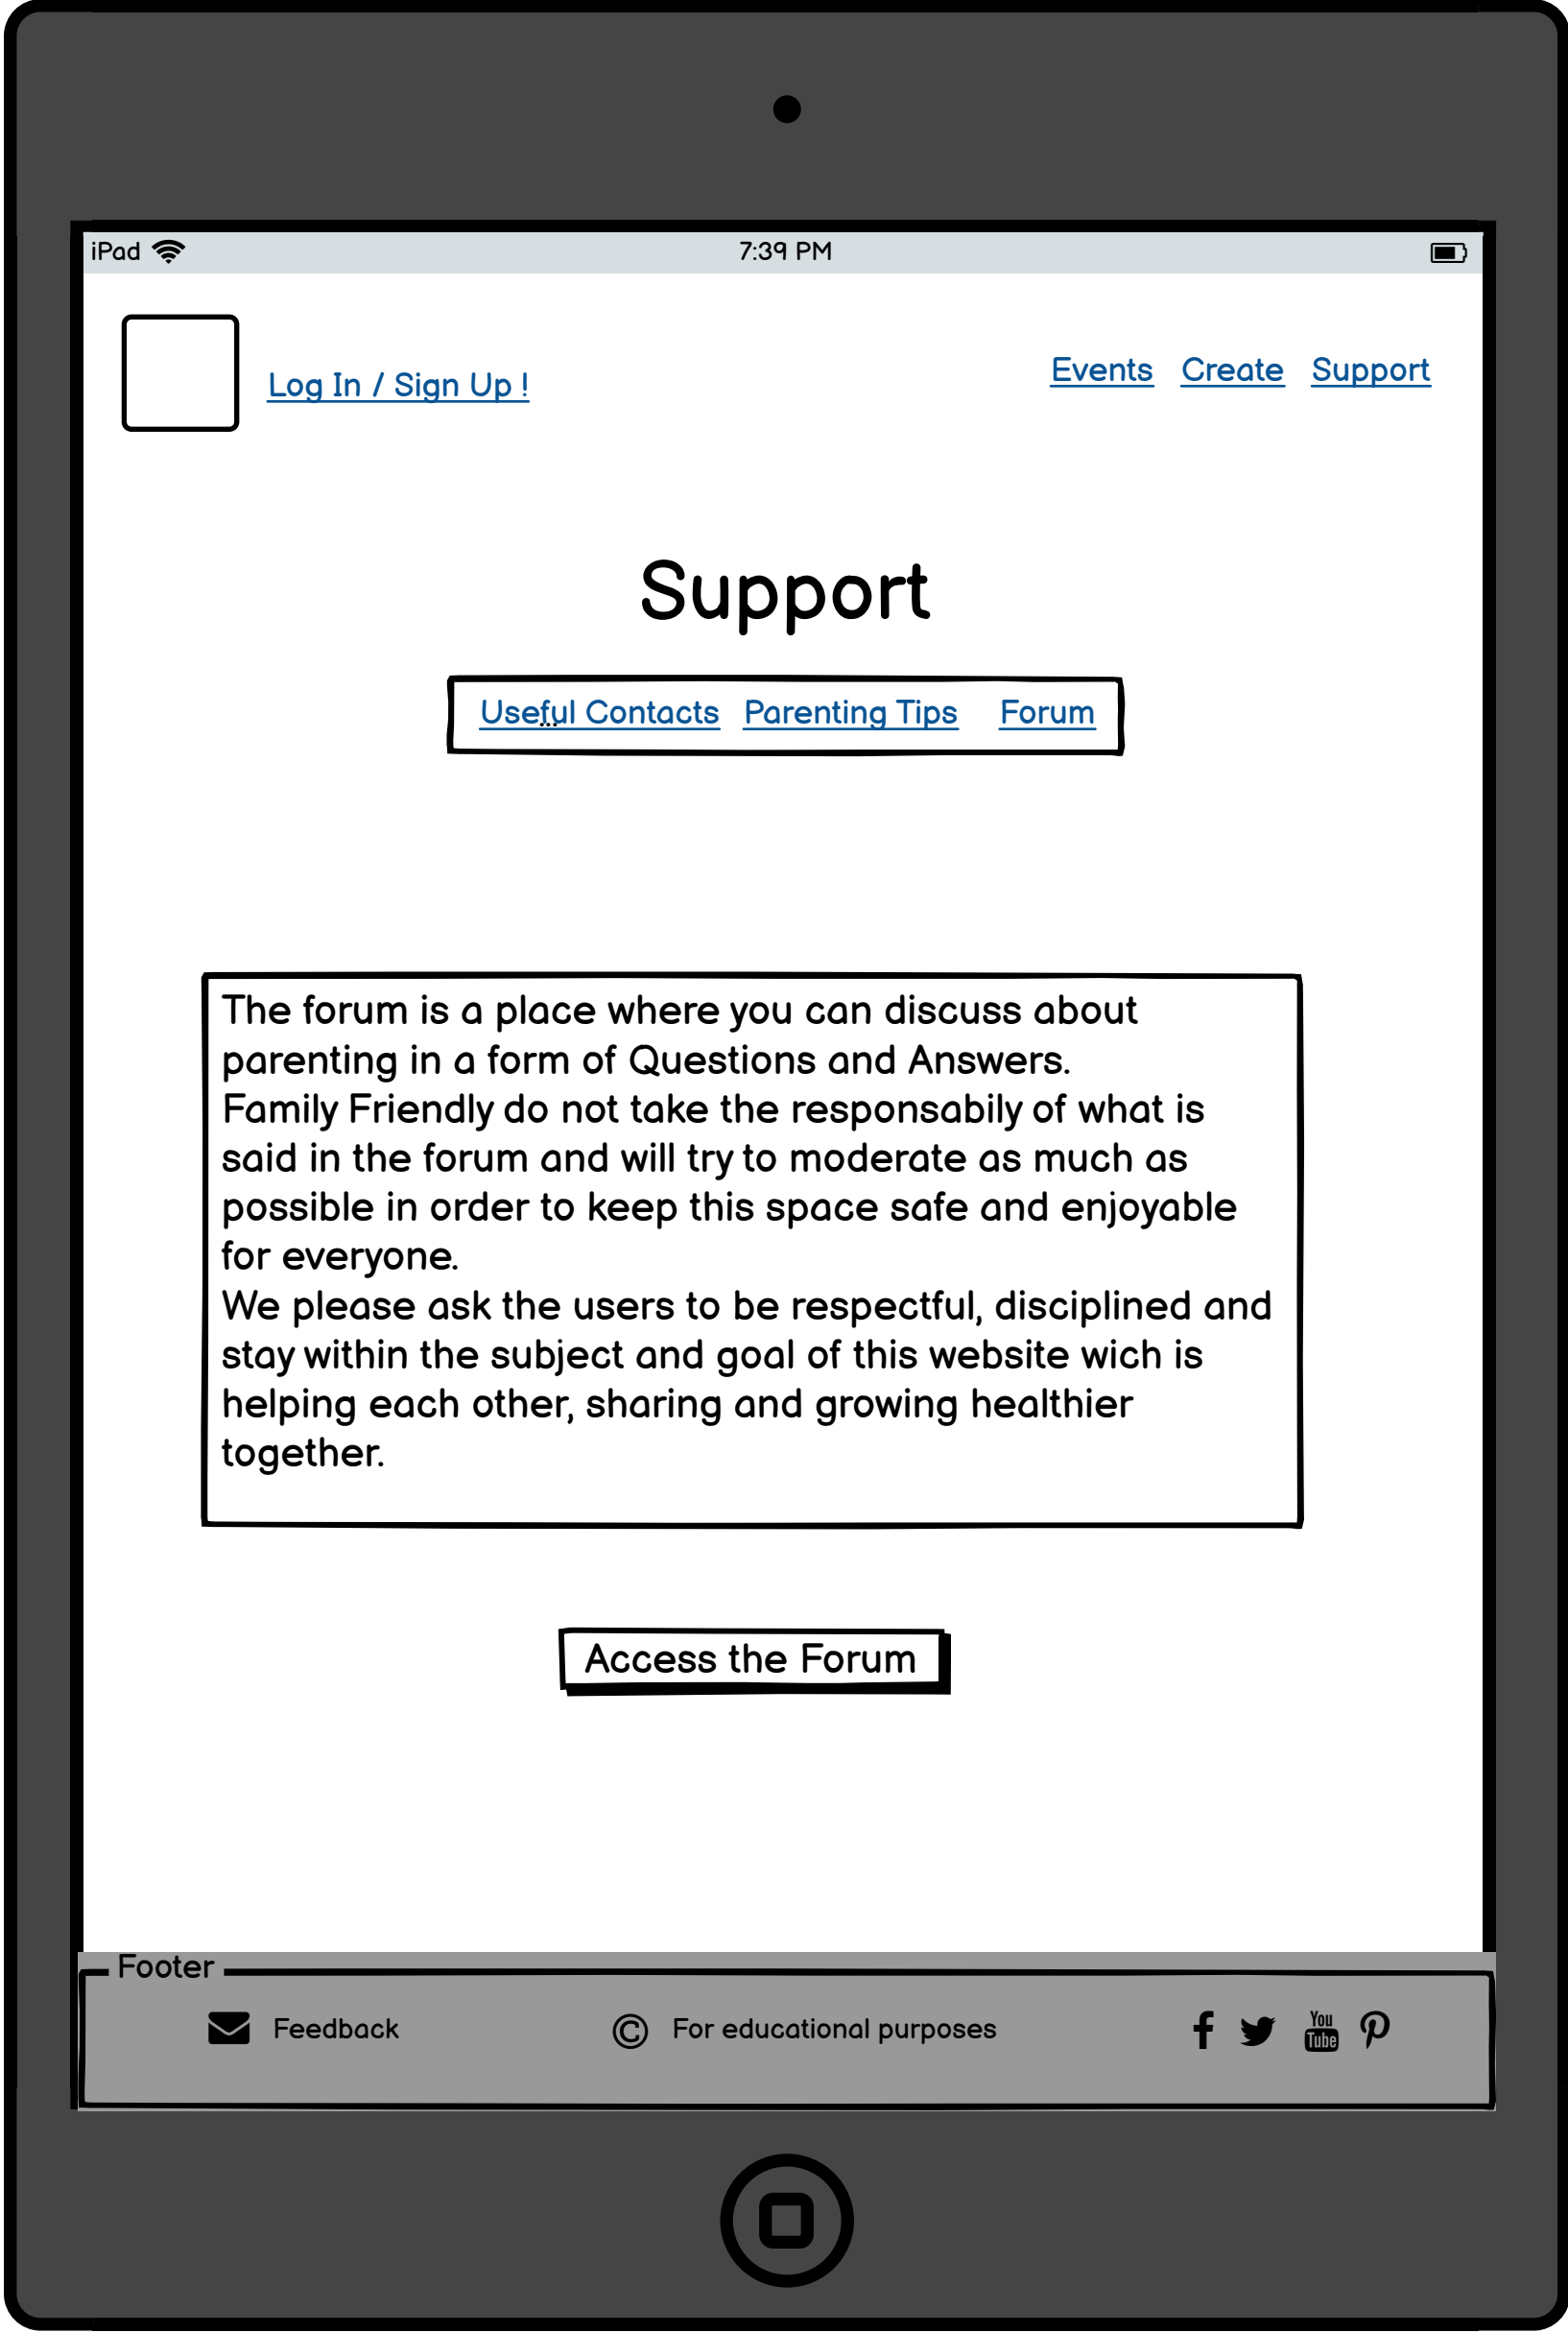 iPad 7:39 PM
Log In / Sign Up !
Events Create Support
Support
Useful Contacts Parenting Tips Forum
...
The forum is a place where you can discuss about
parenting in a form of Questions and Answers.
Family Friendly do not take the responsabily of what is
said in the forum and will try to moderate as much as
possible in order to keep this space safe and enjoyable
for everyone.
We please ask the users to be respectful, disciplined and
stay within the subject and goal of this website wich is
helping each other, sharing and growing healthier
together.
Access the Forum
Footer
Feedback © For educational purposes You Tube